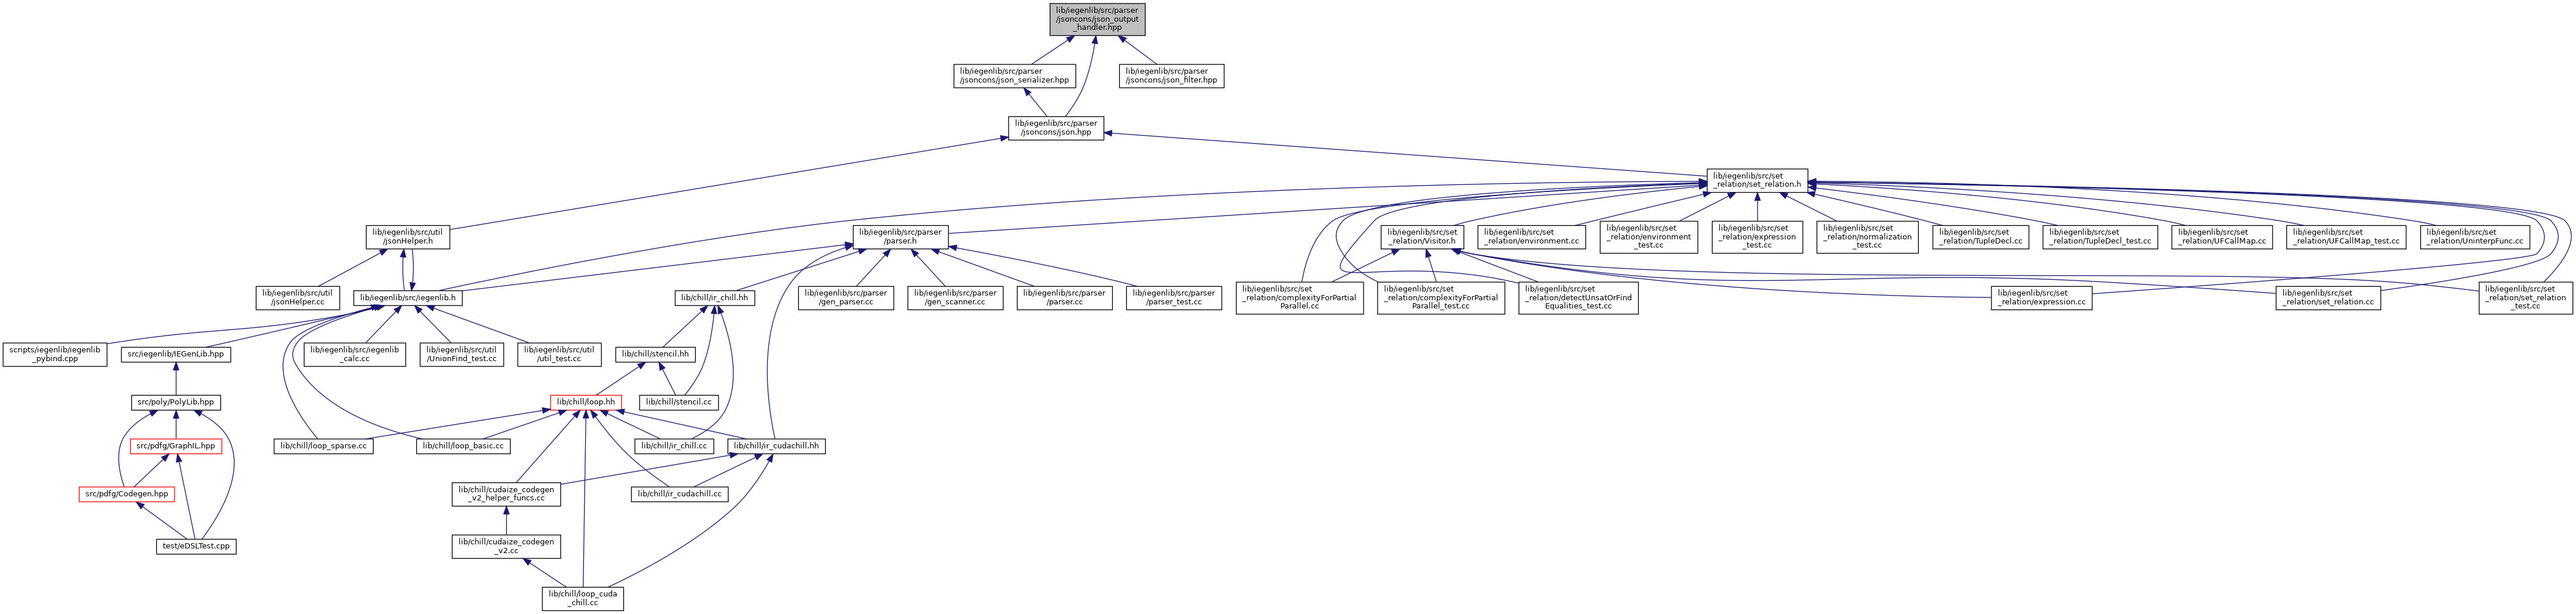 lib/iegenlib/src/parser
/jsoncons/json_output
_handler.hpp
lib/iegenlib/src/parser
/jsoncons/json_serializer.hpp
lib/iegenlib/src/parser
/jsoncons/json_filter.hpp
lib/iegenlib/src/parser
/jsoncons/json.hpp
lib/iegenlib/src/set
_relation/set_relation.h
lib/iegenlib/src/util
/jsonHelper.h
lib/iegenlib/src/parser
/parser.h
lib/iegenlib/src/set
_relation/Visitor.h
lib/iegenlib/src/set
_relation/environment.cc
lib/iegenlib/src/set
_relation/environment
_test.cc
lib/iegenlib/src/set
_relation/expression
_test.cc
lib/iegenlib/src/set
_relation/normalization
_test.cc
lib/iegenlib/src/set
_relation/TupleDecl.cc
lib/iegenlib/src/set
_relation/TupleDecl_test.cc
lib/iegenlib/src/set
_relation/UFCallMap.cc
lib/iegenlib/src/set
_relation/UFCallMap_test.cc
lib/iegenlib/src/set
_relation/UninterpFunc.cc
lib/iegenlib/src/util
/jsonHelper.cc
lib/iegenlib/src/iegenlib.h
lib/chill/ir_chill.hh
lib/iegenlib/src/parser
/gen_parser.cc
lib/iegenlib/src/parser
/gen_scanner.cc
lib/iegenlib/src/parser
/parser.cc
lib/iegenlib/src/parser
/parser_test.cc
lib/iegenlib/src/set
_relation/complexityForPartial
Parallel.cc
lib/iegenlib/src/set
_relation/complexityForPartial
Parallel_test.cc
lib/iegenlib/src/set
_relation/detectUnsatOrFind
Equalities_test.cc
lib/iegenlib/src/set
_relation/expression.cc
lib/iegenlib/src/set
_relation/set_relation.cc
lib/iegenlib/src/set
_relation/set_relation
_test.cc
scripts/iegenlib/iegenlib
_pybind.cpp
src/iegenlib/IEGenLib.hpp
lib/iegenlib/src/iegenlib
_calc.cc
lib/iegenlib/src/util
/UnionFind_test.cc
lib/iegenlib/src/util
/util_test.cc
lib/chill/stencil.hh
src/poly/PolyLib.hpp
lib/chill/loop.hh
lib/chill/stencil.cc
src/pdfg/GraphIL.hpp
lib/chill/loop_sparse.cc
lib/chill/loop_basic.cc
lib/chill/ir_chill.cc
lib/chill/ir_cudachill.hh
src/pdfg/Codegen.hpp
lib/chill/cudaize_codegen
_v2_helper_funcs.cc
lib/chill/ir_cudachill.cc
test/eDSLTest.cpp
lib/chill/cudaize_codegen
_v2.cc
lib/chill/loop_cuda
_chill.cc